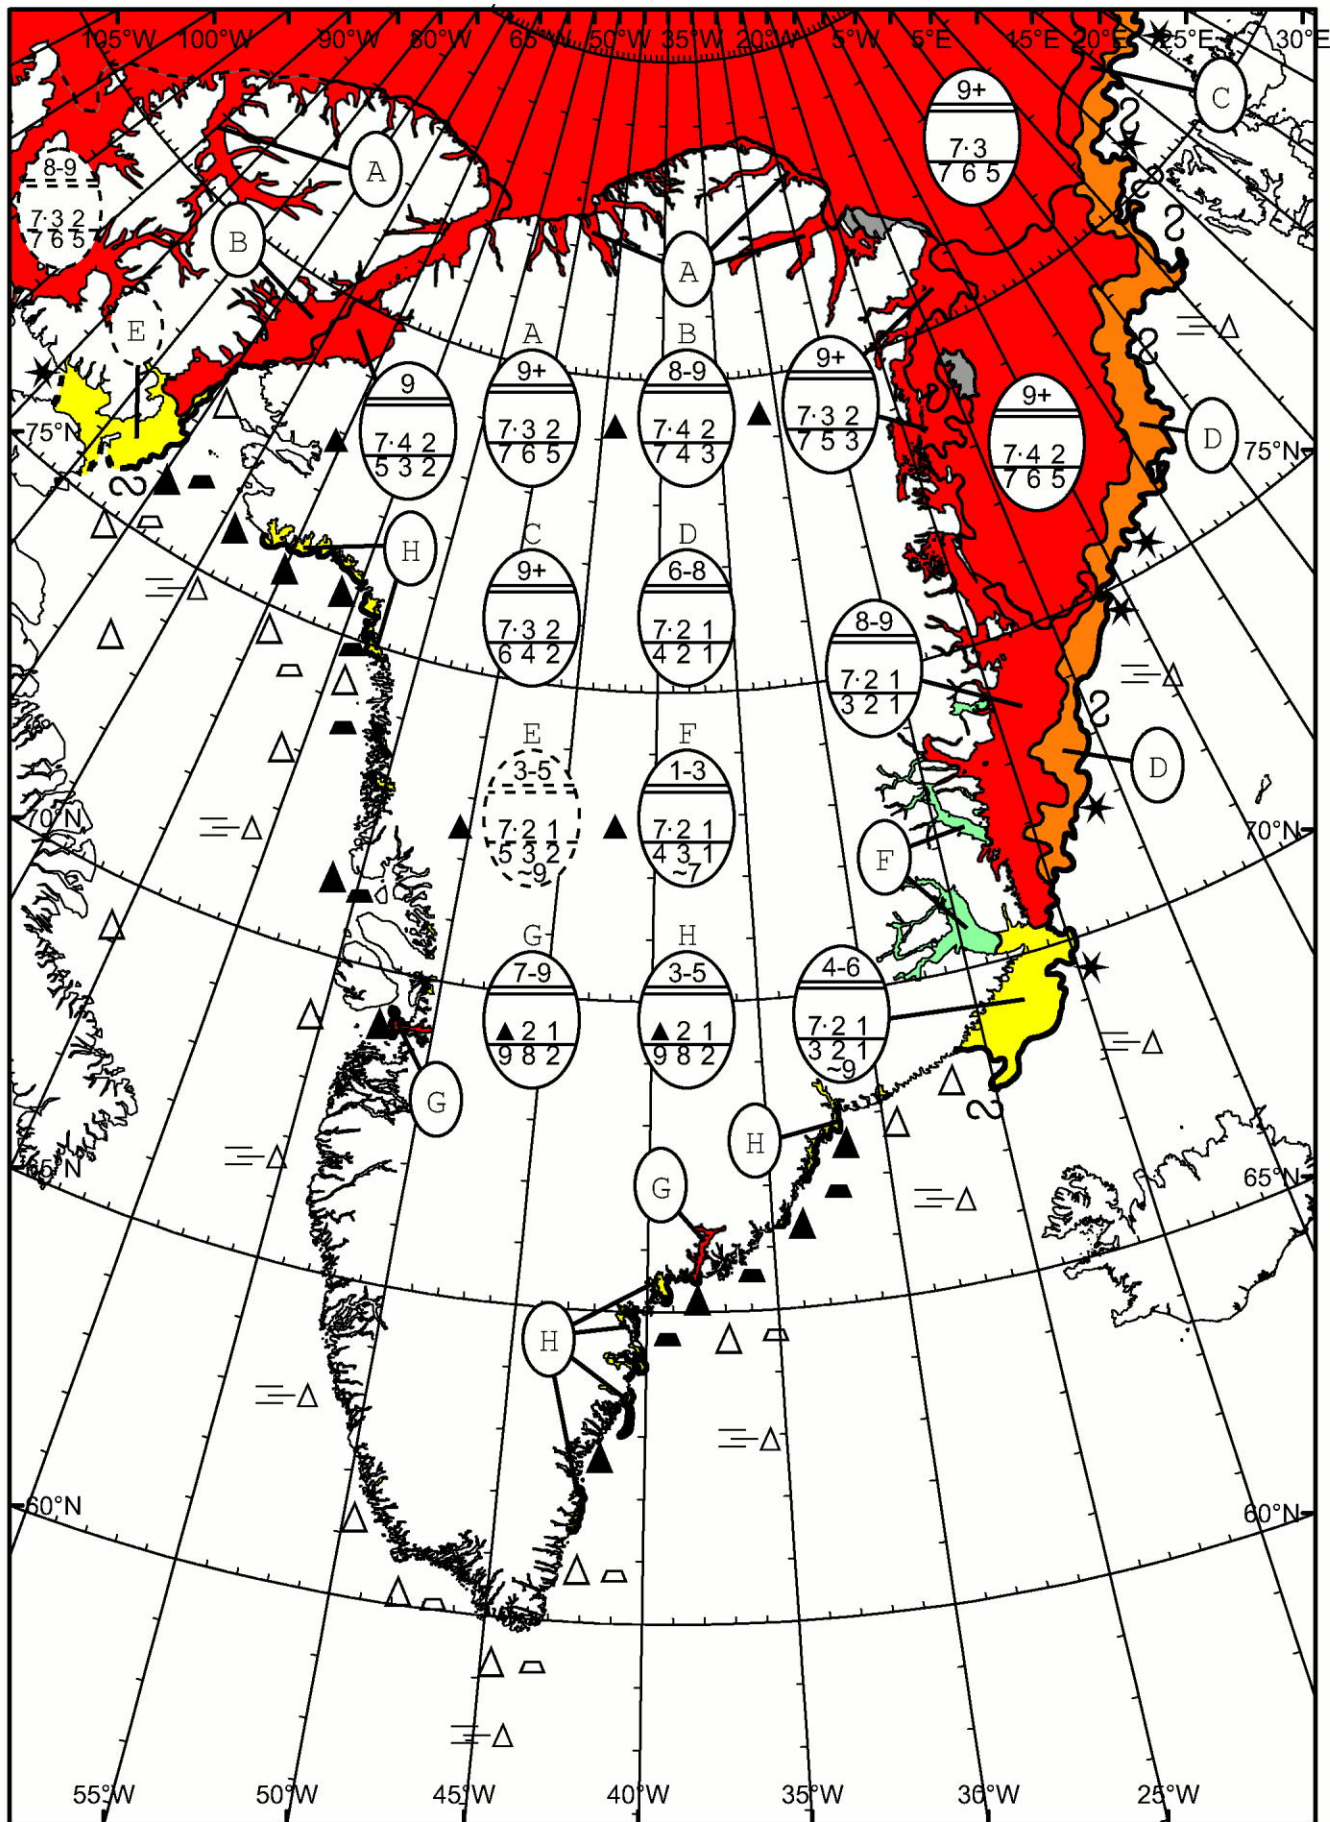 105°W 100°W 90°W 80°W 65°W 50°W 35°W 20°W 5°W 5°E 15°E 20°E 25°E 30°E
C
9+
7·3
7 6 5
A
8-9
7·3 2
7 6 5
B
A
E
A
9+
7·3 2
7 6 5
B
8-9
7·4 2
7 4 3
9
7·4 2
5 3 2
9+
7·3 2
7 5 3
9+
7·4 2
7 6 5
D
75°N
75°N
H
C
9+
7·3 2
6 4 2
D
6-8
7·2 1
4 2 1
8-9
7·2 1
3 2 1
D
E
3-5
7·2 1
5 3 2
~9
F
1-3
7·2 1
4 3 1
~7
F
70°N
70°N
G
7-9
▲ 2 1
9 8 2
H
3-5
▲ 2 1
9 8 2
4-6
7·2 1
3 2 1
~9
G
H
G
65°N
65°N
H
60°N
60°N
55°W 50°W 45°W 40°W 35°W 30°W 25°W